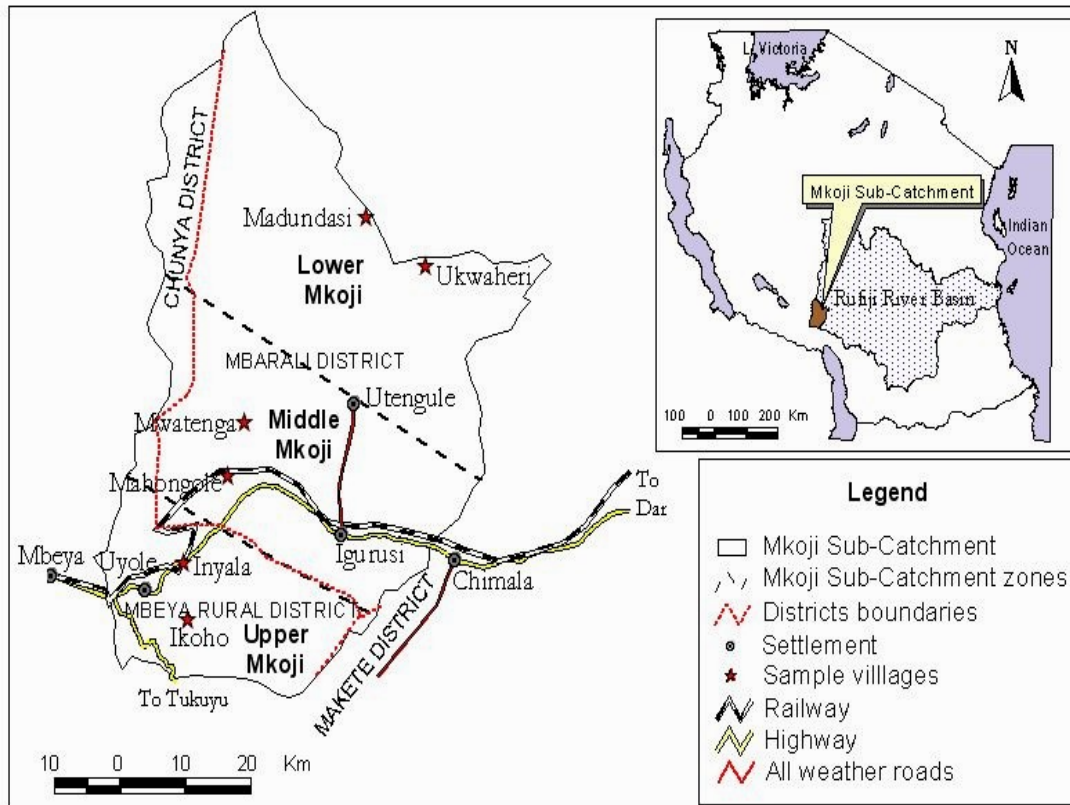 CHUNYA DISTRICT
Madundasi
Lower
Mkoji
Ukwaheri
MBARALI DISTRICT
Utengule
Mwatenga
Middle
Mkoji
Mahongole
To
Dar
Mbeya
Uyole
Inyala
Igurusi
Chimala
MBEYA RURAL DISTRICT
Ikoho
Upper
Mkoji
MAKETE DISTRICT
To Tukuyu
10 0 10 20 Km
L. Victoria
N
Mkoji Sub-Catchment
Indian
Ocean
Rufiji River Basin
100 0 100 200 Km
Legend
Mkoji Sub-Catchment
Mkoji Sub-Catchment zones
Districts boundaries
Settlement
Sample villlages
Railway
Highway
All weather roads